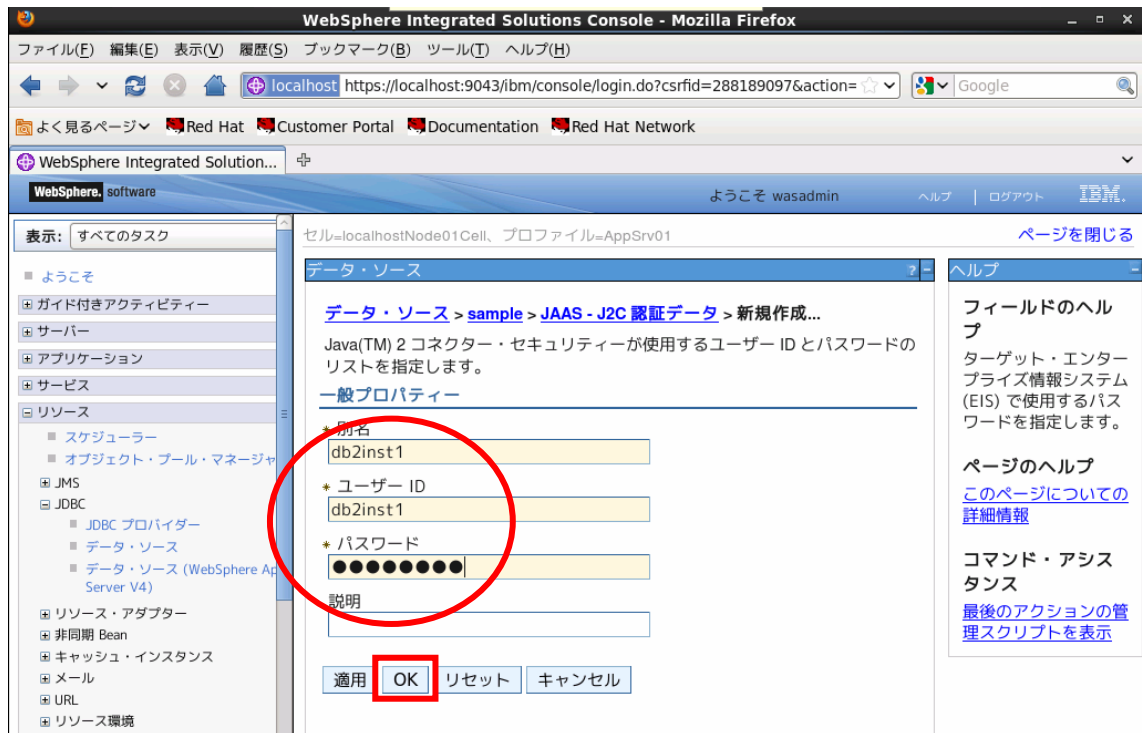 WebSphere Integrated Solutions Console - Mozilla Firefox
ファイル(F) 編集(E) 表示(V) 履歴(S) ブックマーク(B) ツール(T) ヘルプ(H)
localhost https://localhost:9043/ibm/console/login.do?csrfid=288189097&action=
Google
よく見るページ Red Hat Customer Portal Documentation Red Hat Network
WebSphere Integrated Solution...
WebSphere. software
ようこそ wasadmin
ヘルプ | ログアウト
IBM.
表示: すべてのタスク
ようこそ
ガイド付きアクティビティー
サーバー
アプリケーション
サービス
リソース
スケジューラー
オブジェクト・プール・マネージャ
JMS
JDBC
JDBC プロバイダー
データ・ソース
データ・ソース (WebSphere Ap
Server V4)
リソース・アダプター
非同期 Bean
キャッシュ・インスタンス
メール
URL
リソース環境
セル=localhostNode01Cell、プロファイル=AppSrv01
ページを閉じる
データ・ソース
? -
データ・ソース > sample > JAAS - J2C 認証データ > 新規作成...
Java(TM) 2 コネクター・セキュリティーが使用するユーザー ID とパスワードの
リストを指定します。
一般プロパティー
* 別名
db2inst1
* ユーザー ID
db2inst1
* パスワード
●●●●●●●●
説明
適用 OK リセット キャンセル
ヘルプ
-
フィールドのヘル
プ
ターゲット・エンター
プライズ情報システム
(EIS) で使用するパス
ワードを指定します。
ページのヘルプ
このページについての
詳細情報
コマンド・アシス
タンス
最後のアクションの管
理スクリプトを表示